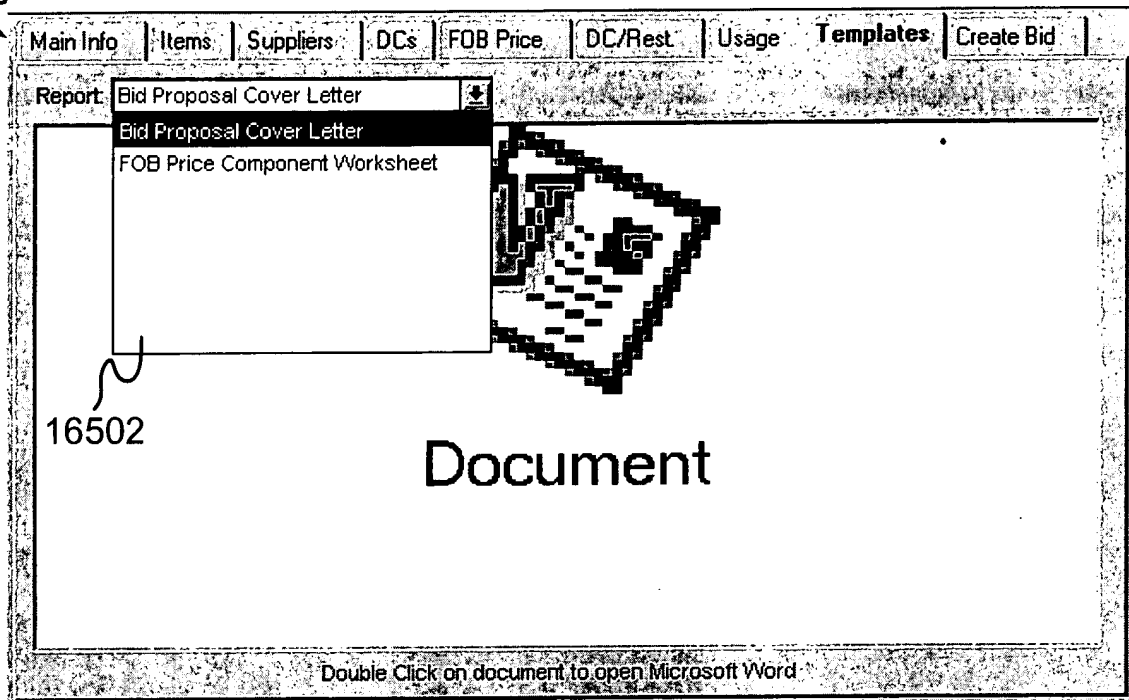 Main Info Items Suppliers DCs FOB Price DC/Rest. Usage Templates Create Bid
Report: Bid Proposal Cover Letter
Bid Proposal Cover Letter
FOB Price Component Worksheet
16502
Document
Double Click on document to open Microsoft Word